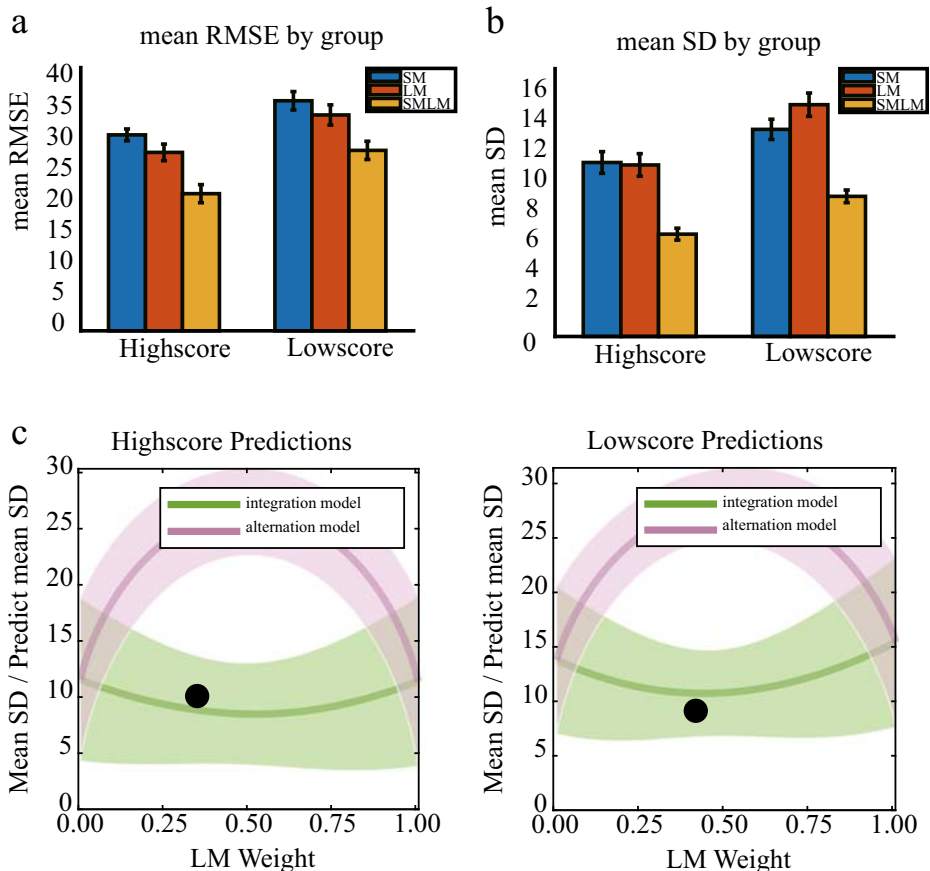 a
mean RMSE by group
mean RMSE
40
35
30
25
20
15
10
5
0
SM
LM
SMLM
Highscore
Lowscore
b
mean SD by group
mean SD
16
14
12
10
8
6
4
2
0
SM
LM
SMLM
Highscore
Lowscore
c
Highscore Predictions
Mean SD / Predict mean SD
30
25
20
15
10
5
0
integration model
alternation model
0.00
0.25
0.50
0.75
1.00
LM Weight
Lowscore Predictions
Mean SD / Predict mean SD
30
25
20
15
10
5
0
integration model
alternation model
0.00
0.25
0.50
0.75
1.00
LM Weight